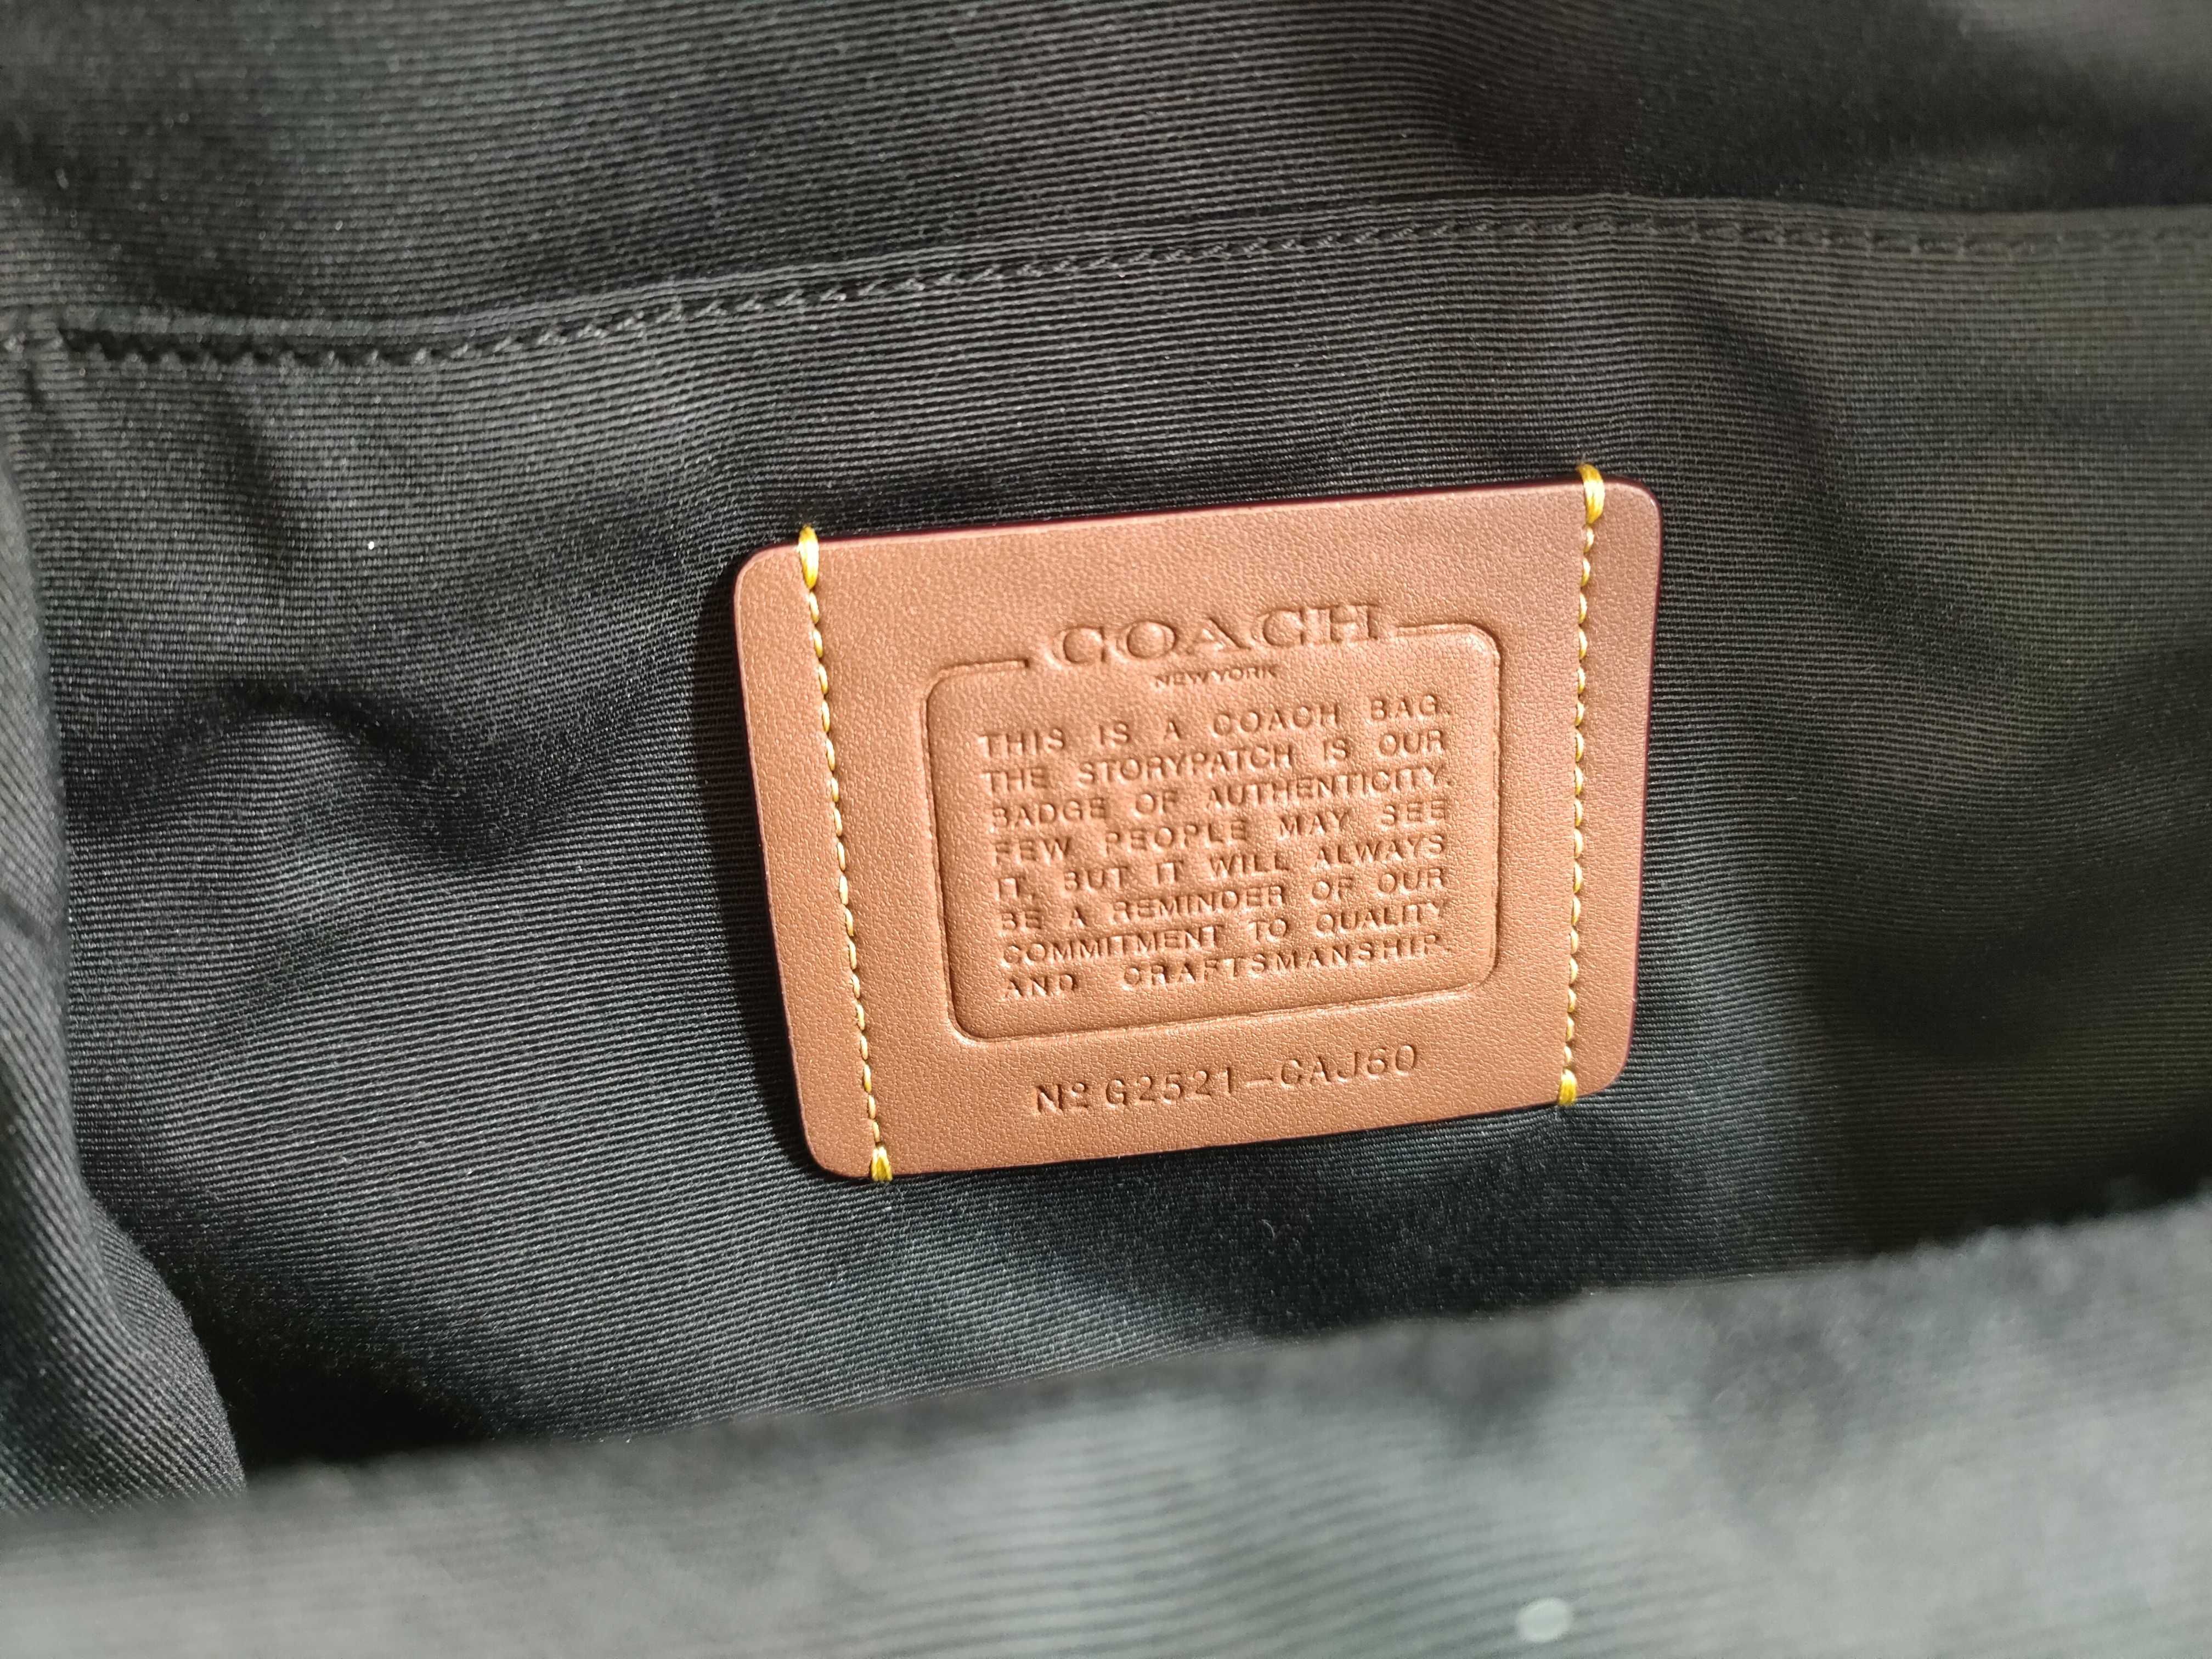 COACH
NEW YORK
THIS IS A COACH BAG.
THE STORYPATCH IS OUR
BADGE OF AUTHENTICITY.
FEW PEOPLE MAY SEE
IT, BUT IT WILL ALWAYS
BE A REMINDER OF OUR
COMMITMENT TO QUALITY
AND CRAFTSMANSHIP.
Nº G2521-CAJ60